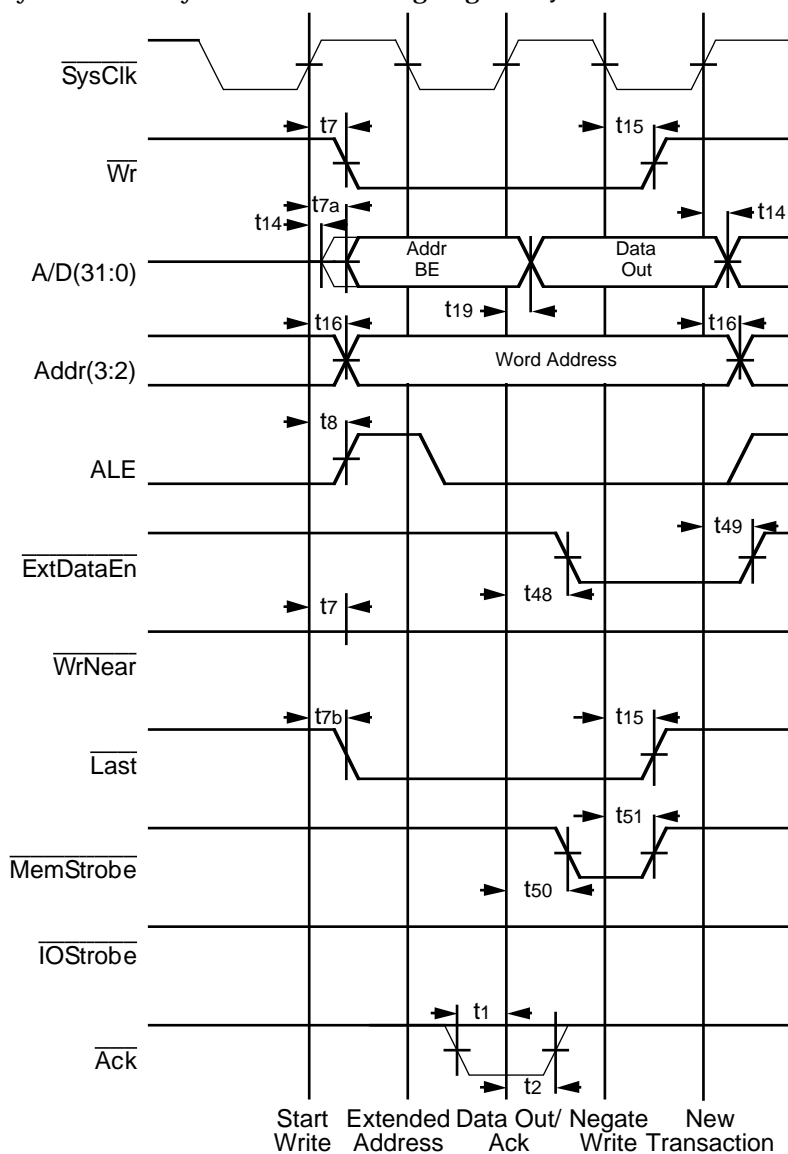 SysClk
t7
t15
Wr
t7a
t14
t14
A/D(31:0)
Addr
BE
Data
Out
t19
t16
t16
Addr(3:2)
Word Address
t8
ALE
t49
ExtDataEn
t48
t7
WrNear
t7b
t15
Last
t51
MemStrobe
t50
IOStrobe
t1
Ack
t2
Start
Write
Extended
Address
Data Out/
Ack
Negate
Write
New
Transaction